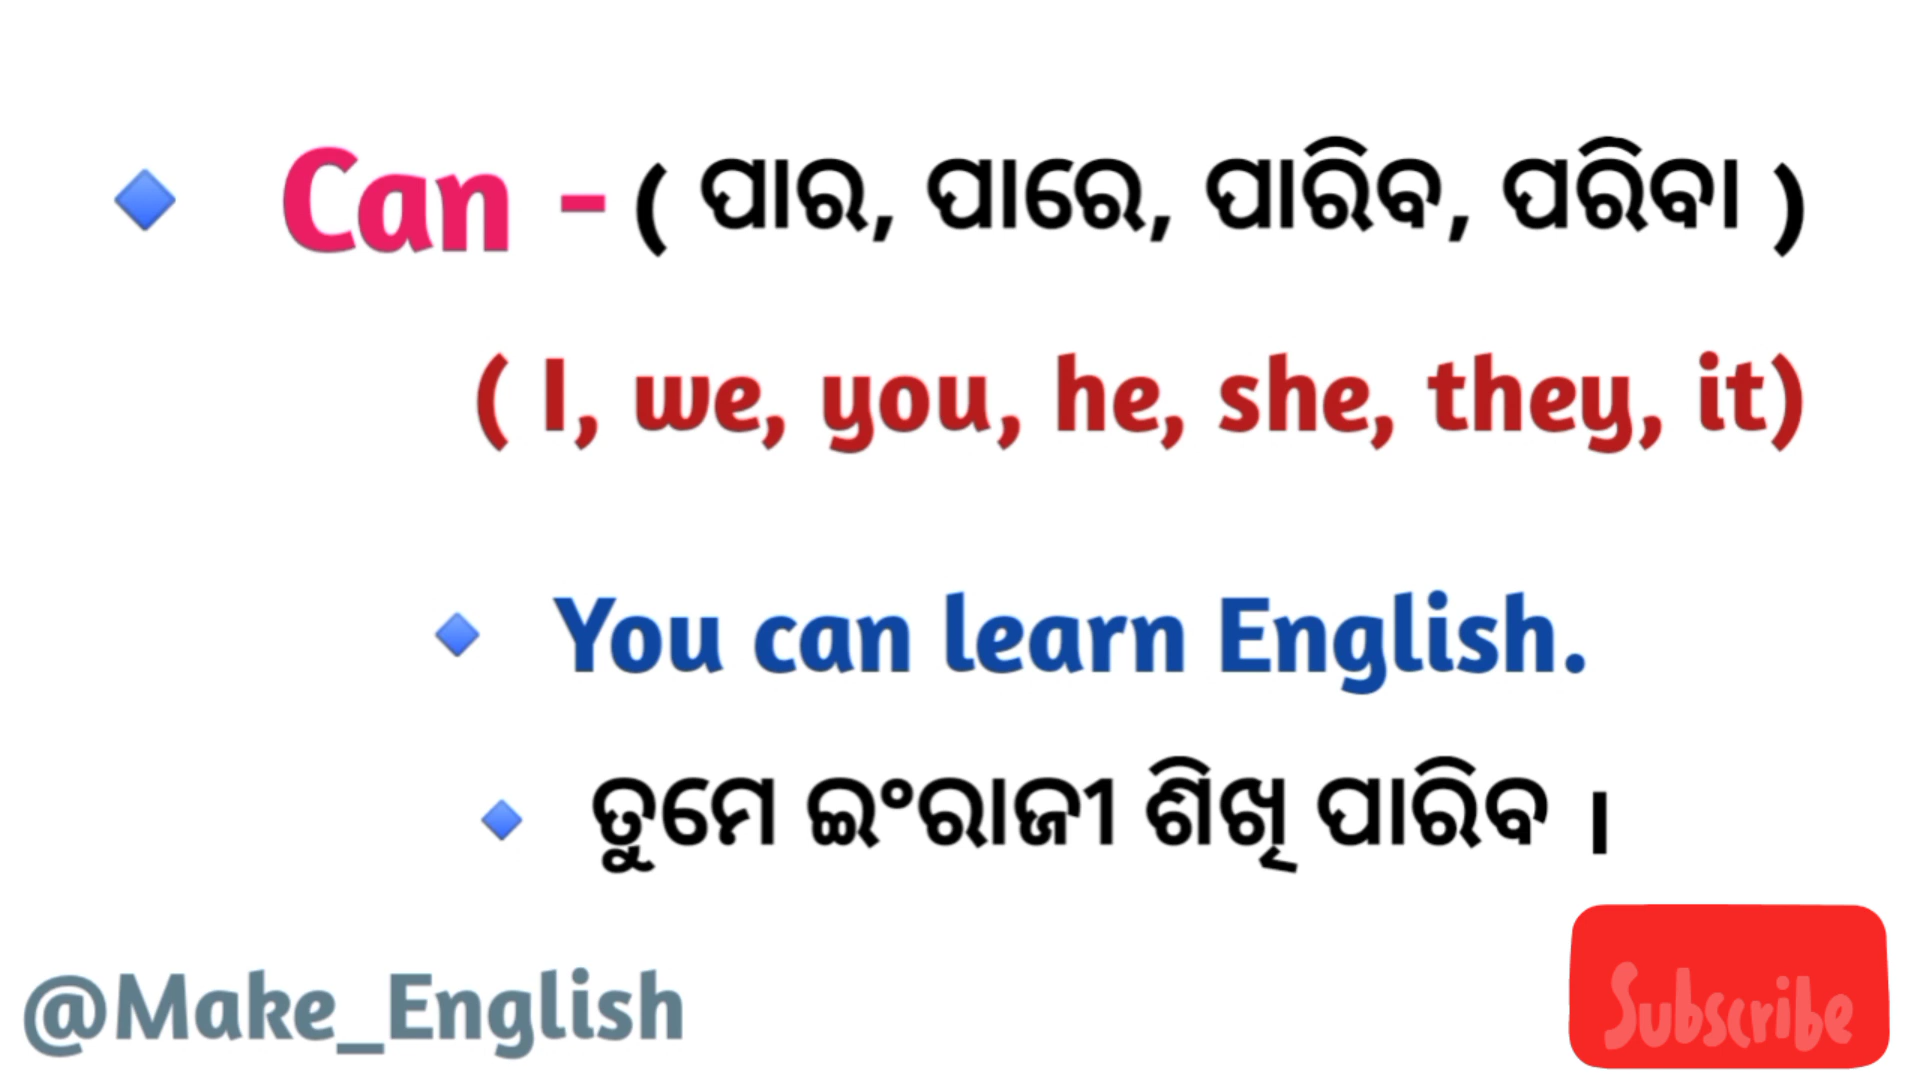 Can - ( ପାର, ପାରେ, ପାରିବ, ପରିବା )
( I, we, you, he, she, they, it)
You can learn English.
ତୁମେ ଇଂରାଜୀ ଶିଖି ପାରିବ ।
@Make_English
Subscribe